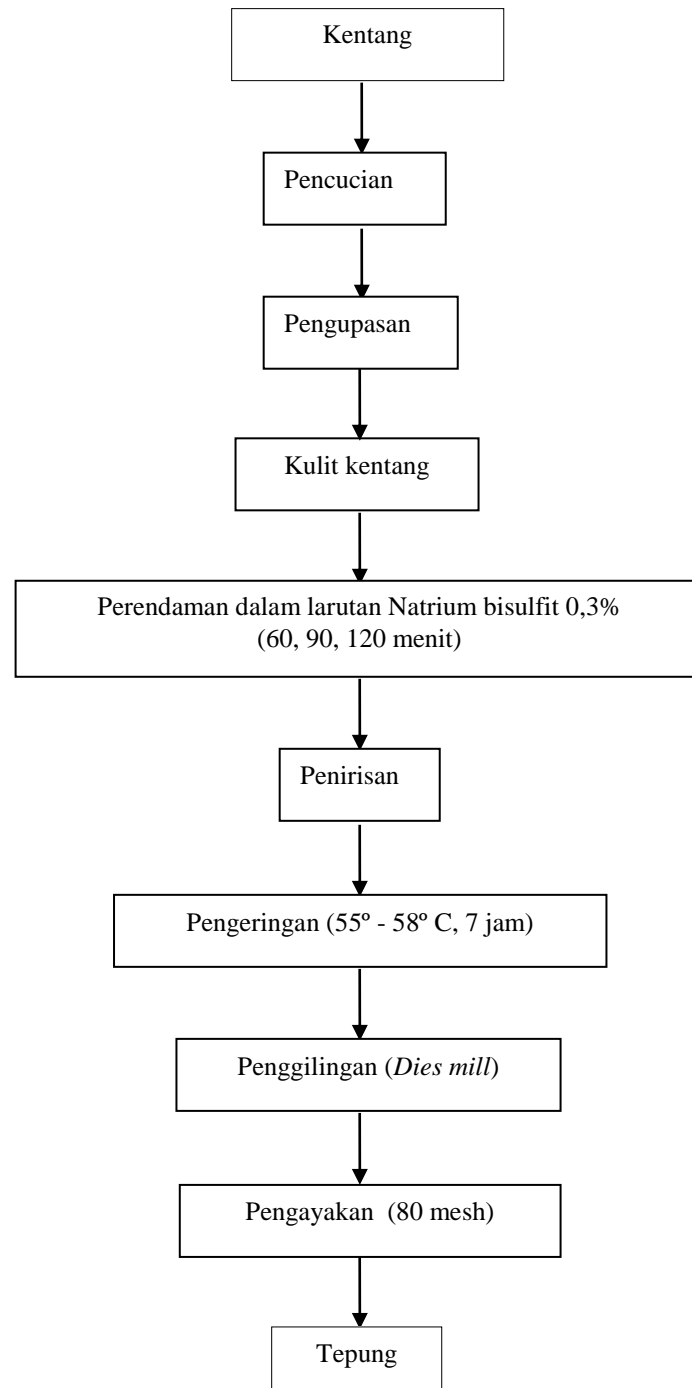 Kentang
Pencucian
Pengupasan
Kulit kentang
Perendaman dalam larutan Natrium bisulfit 0,3%
(60, 90, 120 menit)
Penirisan
Pengeringan (55º - 58º C, 7 jam)
Penggilingan (Dies mill)
Pengayakan (80 mesh)
Tepung